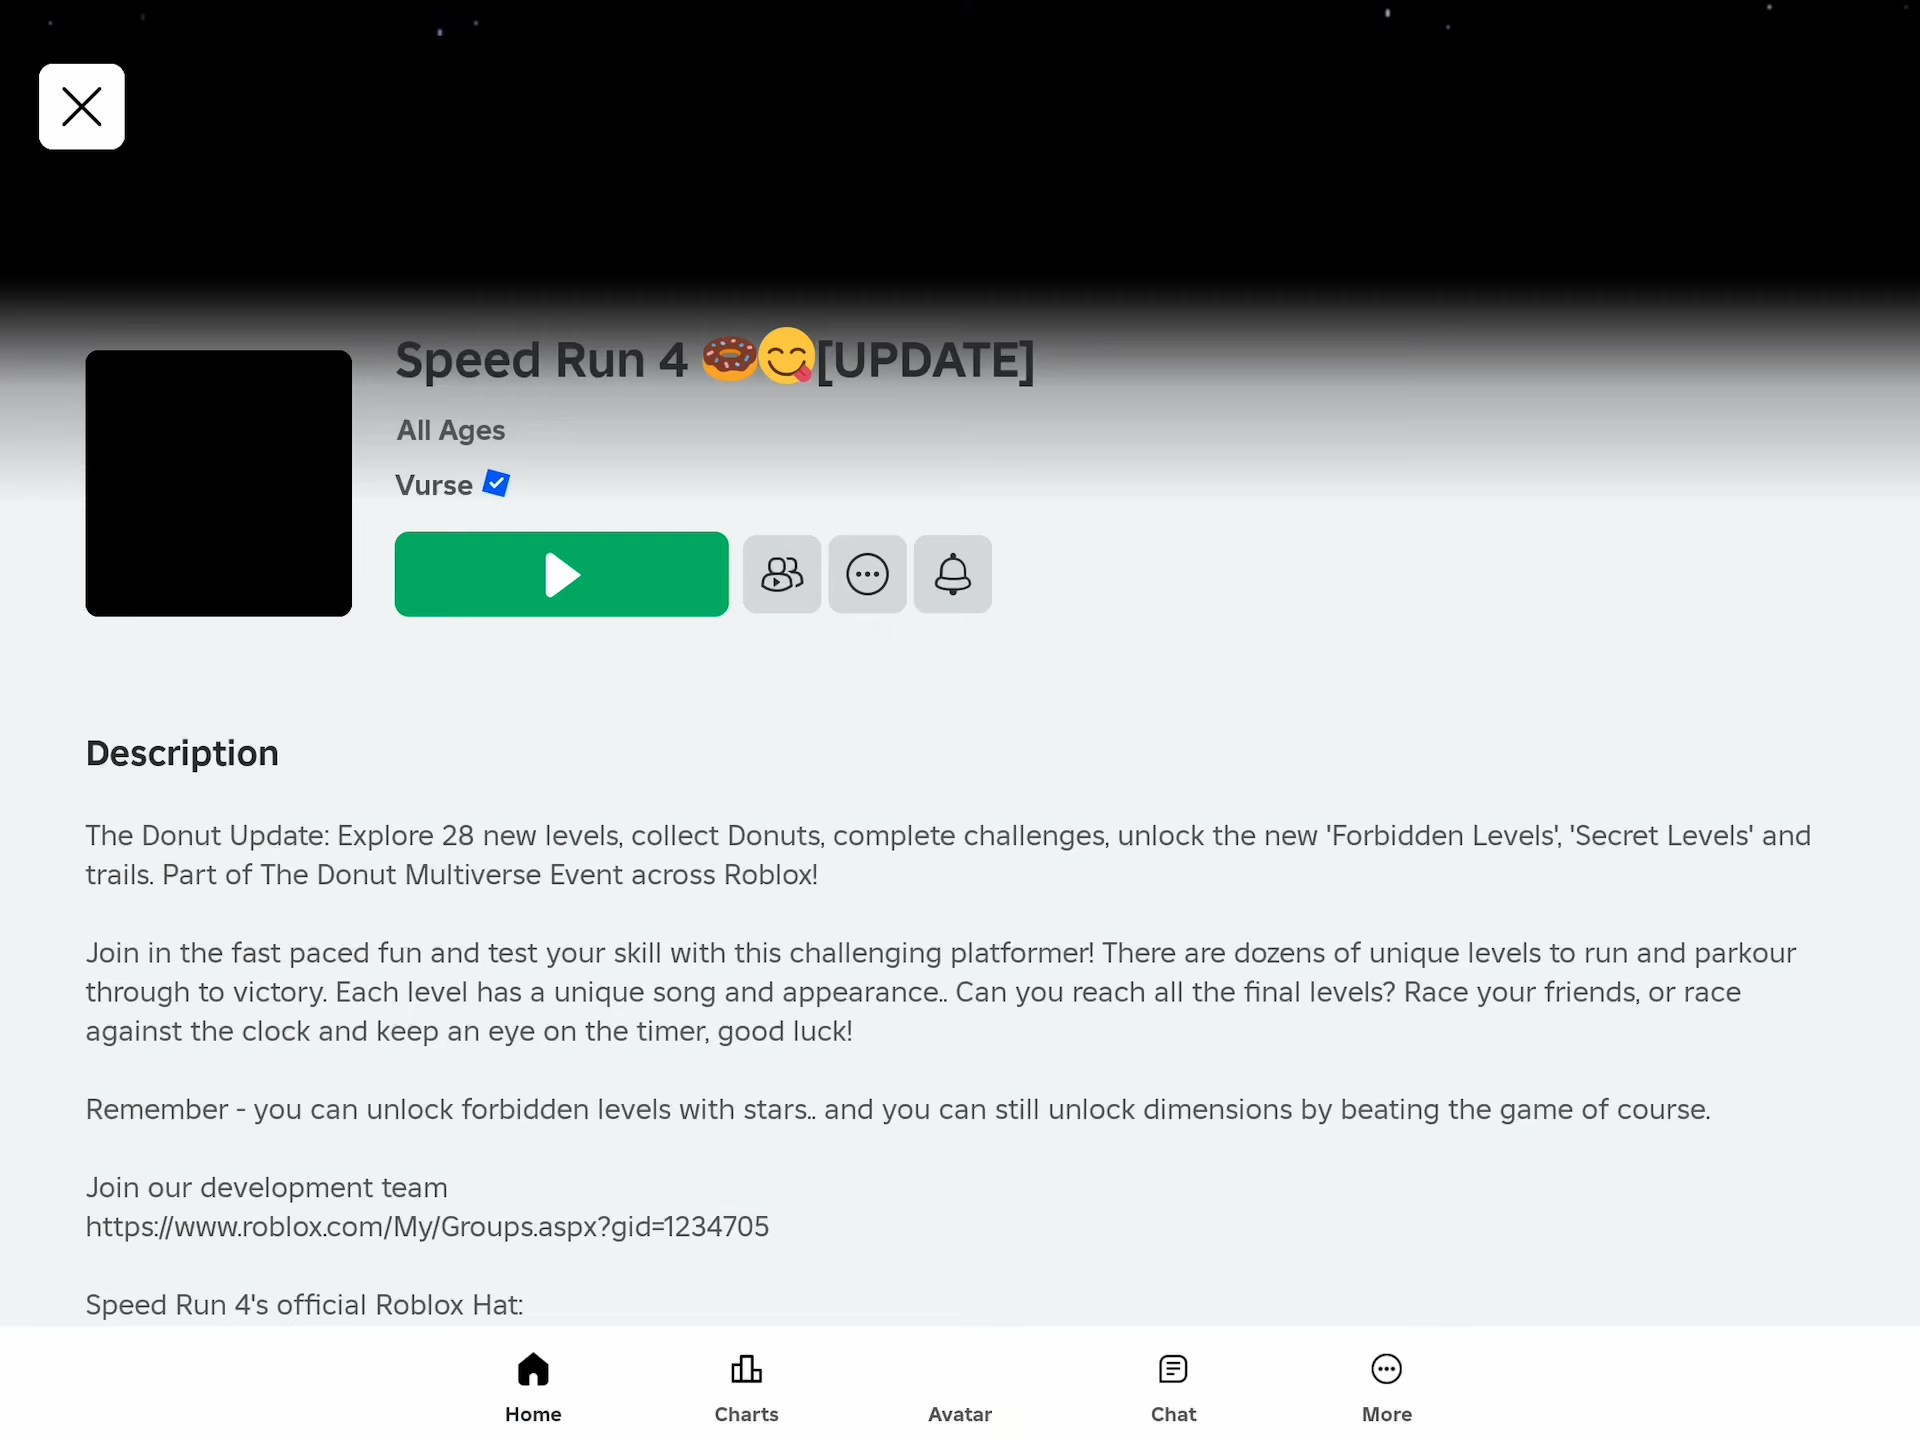 Speed Run 4 🍩😋[UPDATE]
All Ages
Vurse
Description
The Donut Update: Explore 28 new levels, collect Donuts, complete challenges, unlock the new 'Forbidden Levels', 'Secret Levels' and
trails. Part of The Donut Multiverse Event across Roblox!
Join in the fast paced fun and test your skill with this challenging platformer! There are dozens of unique levels to run and parkour
through to victory. Each level has a unique song and appearance.. Can you reach all the final levels? Race your friends, or race
against the clock and keep an eye on the timer, good luck!
Remember - you can unlock forbidden levels with stars.. and you can still unlock dimensions by beating the game of course.
Join our development team
https://www.roblox.com/My/Groups.aspx?gid=1234705
Speed Run 4's official Roblox Hat:
Home
Charts
Avatar
Chat
More